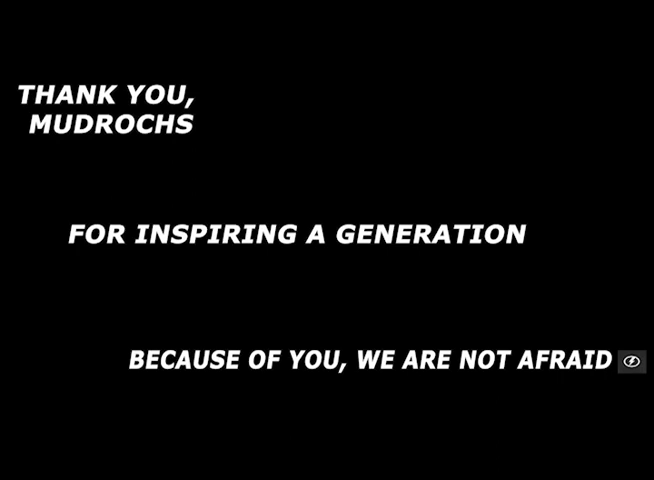 THANK YOU,
MUDROCHS
FOR INSPIRING A GENERATION
BECAUSE OF YOU, WE ARE NOT AFRAID